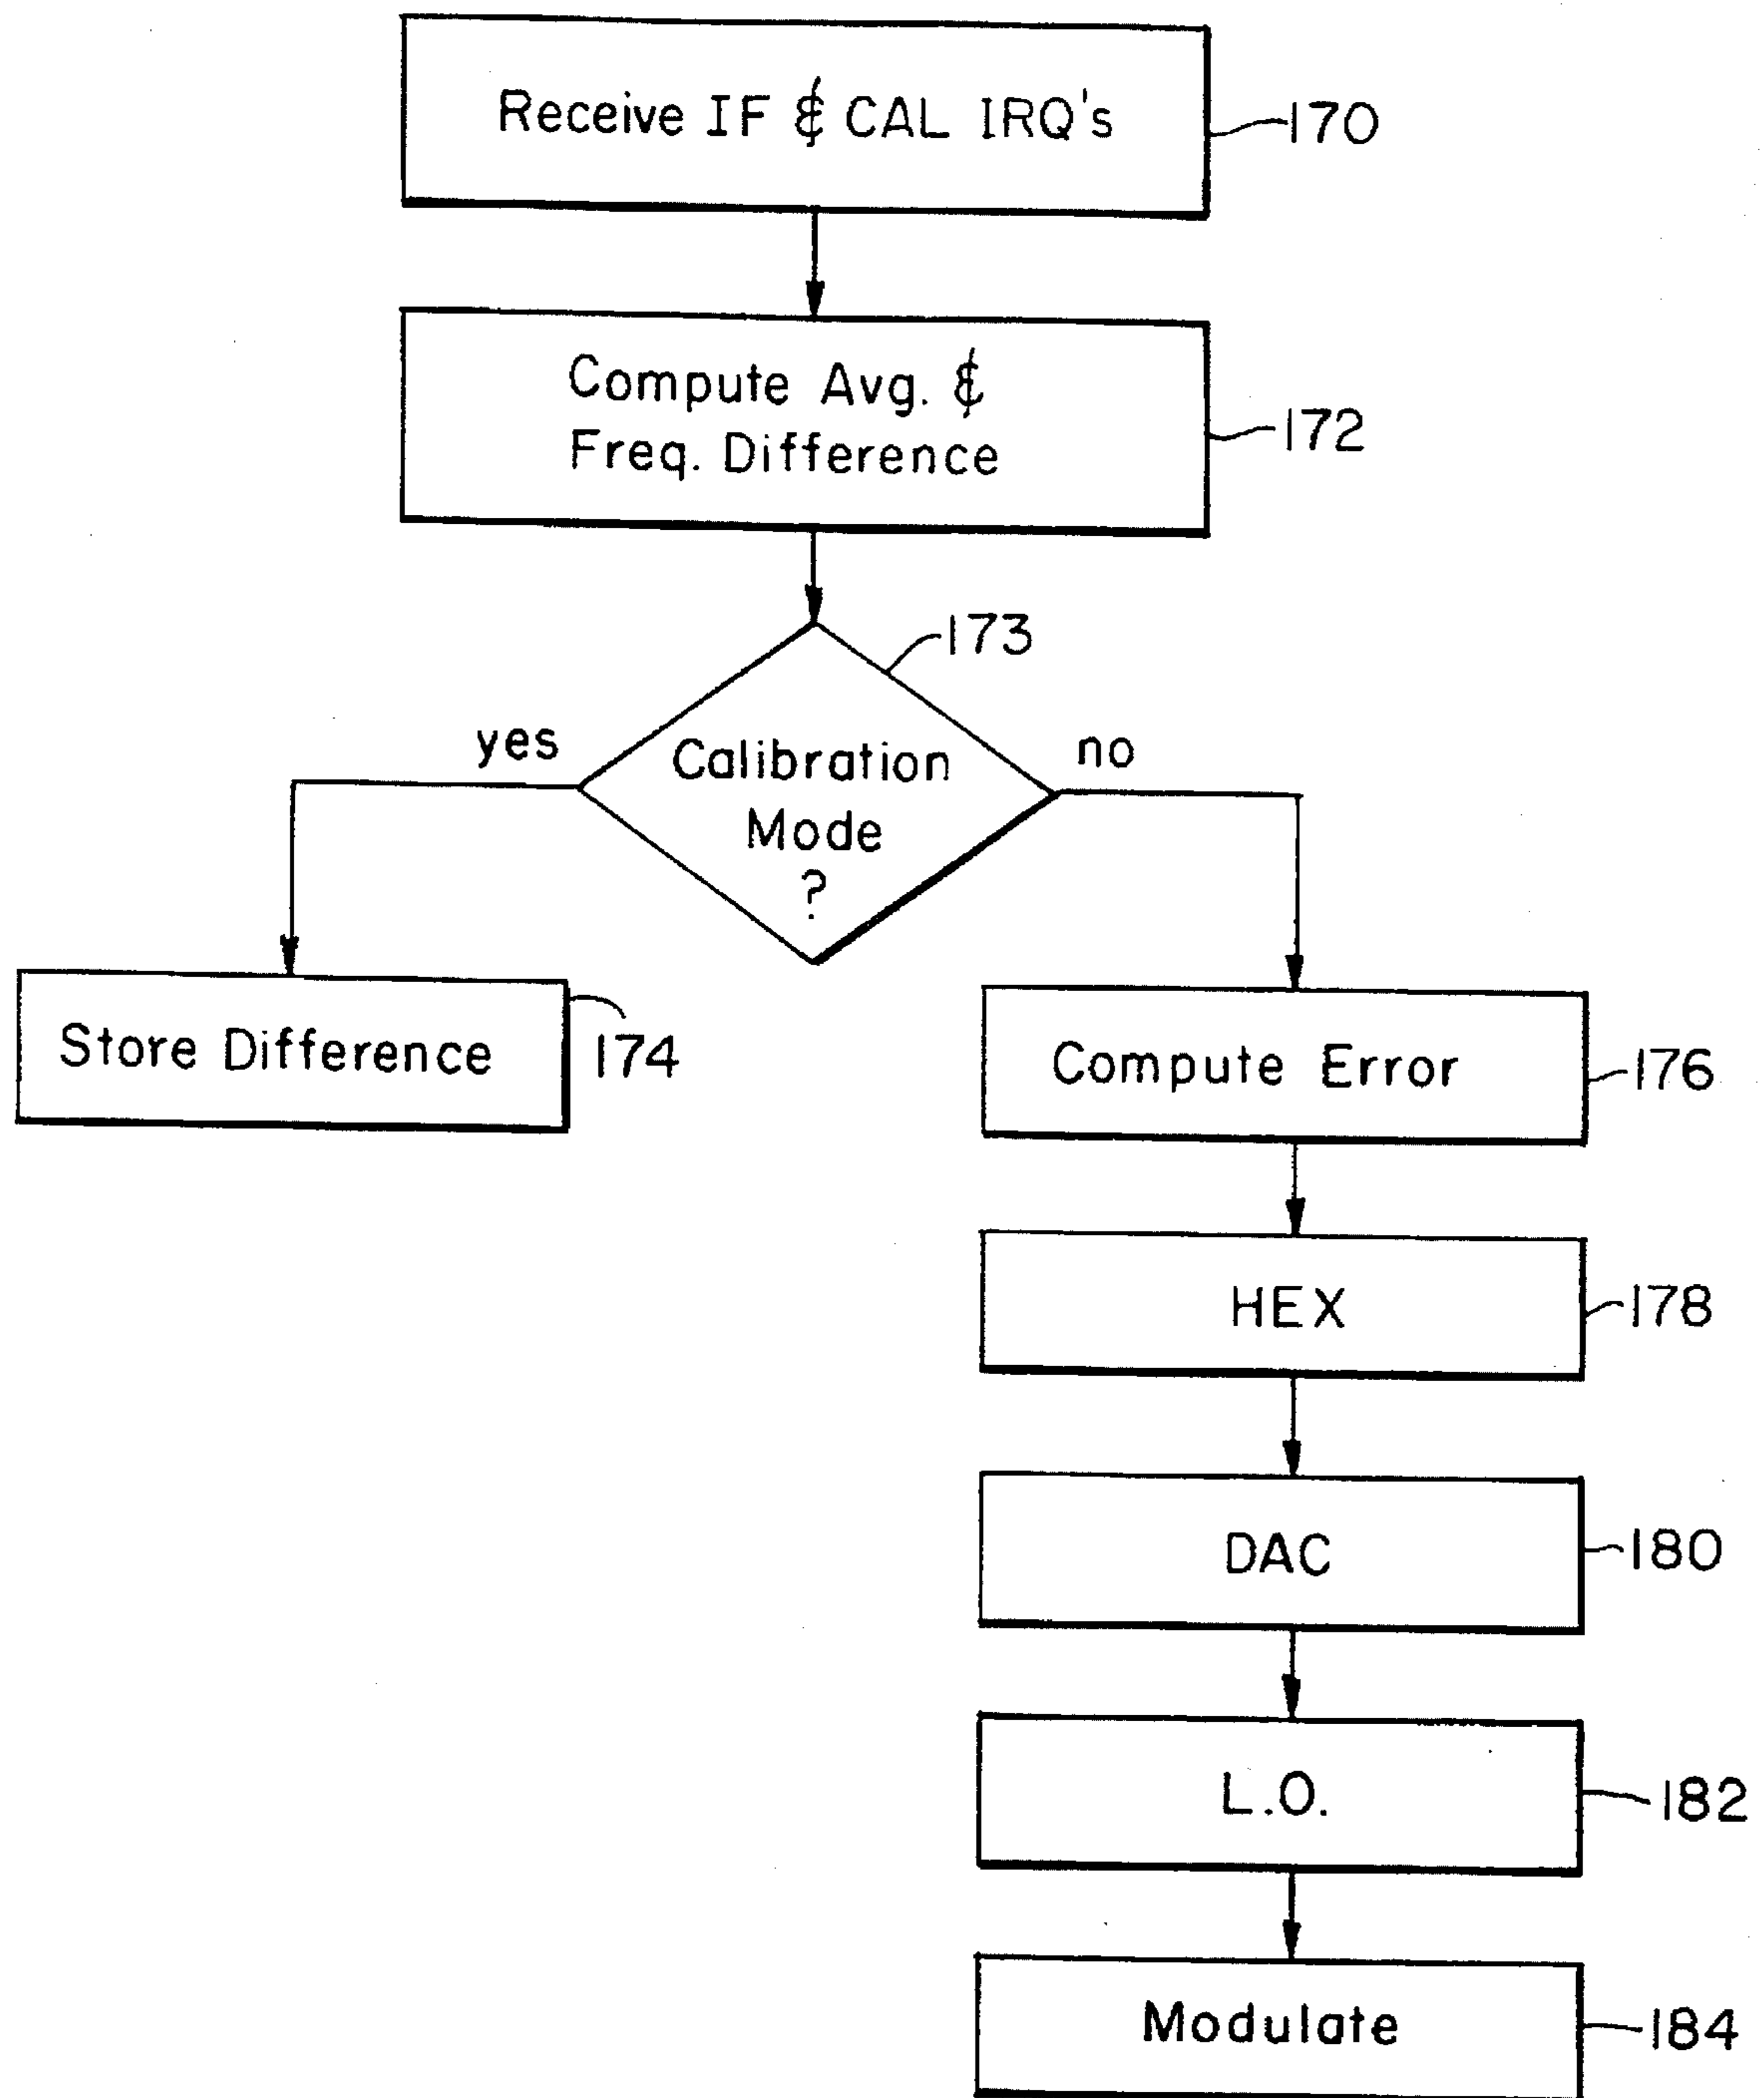 Receive IF & CAL IRQ's
170
Compute Avg. &
Freq. Difference
172
173
yes
Calibration
Mode
?
no
Store Difference
174
Compute Error
176
HEX
178
DAC
180
L.O.
182
Modulate
184